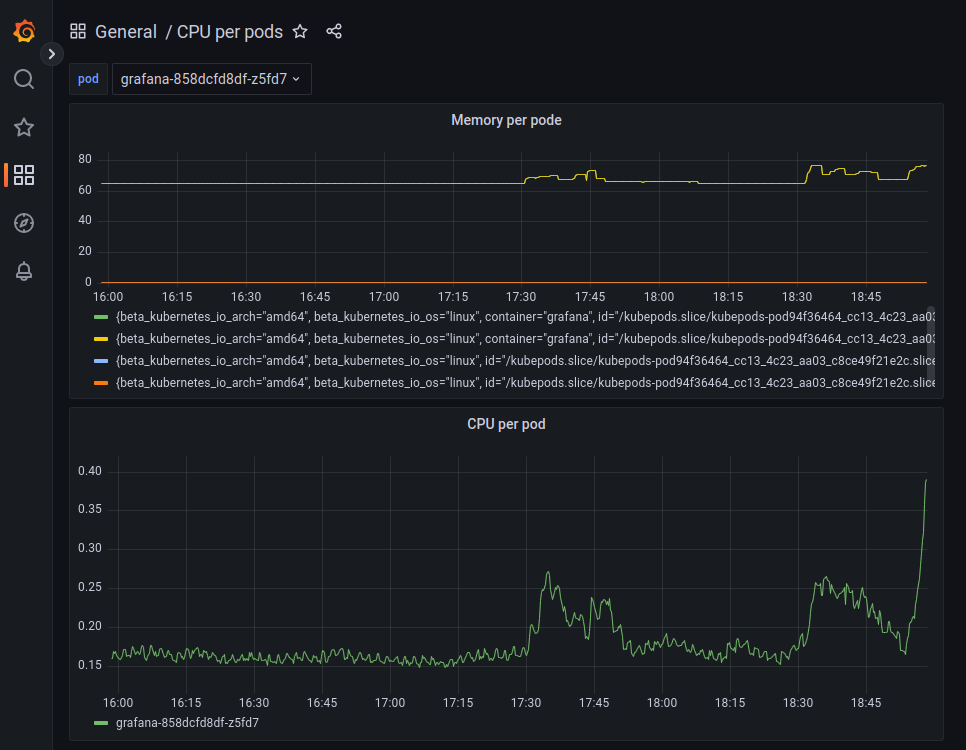 General / CPU per pods
pod grafana-858dcfd8df-z5fd7
Memory per pode
80
60
40
20
0
16:00 16:15 16:30 16:45 17:00 17:15 17:30 17:45 18:00 18:15 18:30 18:45
{beta_kubernetes_io_arch="amd64", beta_kubernetes_io_os="linux", container="grafana", id="/kubepods.slice/kubepods-pod94f36464_cc13_4c23_aa03
{beta_kubernetes_io_arch="amd64", beta_kubernetes_io_os="linux", container="grafana", id="/kubepods.slice/kubepods-pod94f36464_cc13_4c23_aa03
{beta_kubernetes_io_arch="amd64", beta_kubernetes_io_os="linux", id="/kubepods.slice/kubepods-pod94f36464_cc13_4c23_aa03_c8ce49f21e2c.slice
{beta_kubernetes_io_arch="amd64", beta_kubernetes_io_os="linux", id="/kubepods.slice/kubepods-pod94f36464_cc13_4c23_aa03_c8ce49f21e2c.slice
CPU per pod
0.40
0.35
0.30
0.25
0.20
0.15
16:00 16:15 16:30 16:45 17:00 17:15 17:30 17:45 18:00 18:15 18:30 18:45
grafana-858dcfd8df-z5fd7